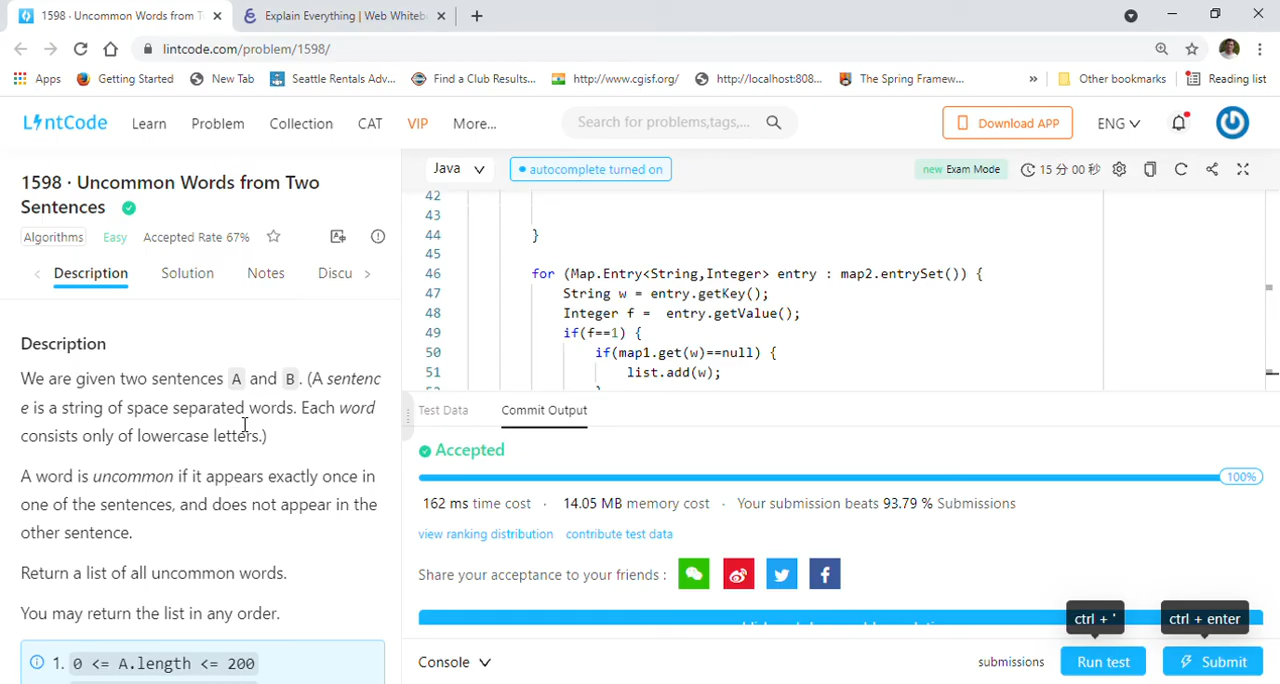 1598 · Uncommon Words from T
Explain Everything | Web Whiteb
lintcode.com/problem/1598/
Apps Getting Started New Tab Seattle Rentals Adv... Find a Club Results... http://www.cgisf.org/ http://localhost:808... The Spring Framew... » Other bookmarks Reading list
LintCode Learn Problem Collection CAT VIP More... Search for problems,tags,... Download APP ENG
1598 · Uncommon Words from Two
Sentences
Algorithms Easy Accepted Rate 67%
Description Solution Notes Discu
Description
We are given two sentences A and B. (A sentenc
e is a string of space separated words. Each word
consists only of lowercase letters.)
A word is uncommon if it appears exactly once in
one of the sentences, and does not appear in the
other sentence.
Return a list of all uncommon words.
You may return the list in any order.
1. 0 <= A.length <= 200
Java autocomplete turned on new Exam Mode 15 分 00 秒
42
43
44 }
45
46 for (Map.Entry<String,Integer> entry : map2.entrySet()) {
47 String w = entry.getKey();
48 Integer f = entry.getValue();
49 if(f==1) {
50 if(map1.get(w)==null) {
51 list.add(w);
Test Data Commit Output
Accepted
100%
162 ms time cost · 14.05 MB memory cost · Your submission beats 93.79 % Submissions
view ranking distribution contribute test data
Share your acceptance to your friends :
ctrl + ' ctrl + enter
Console submissions Run test Submit